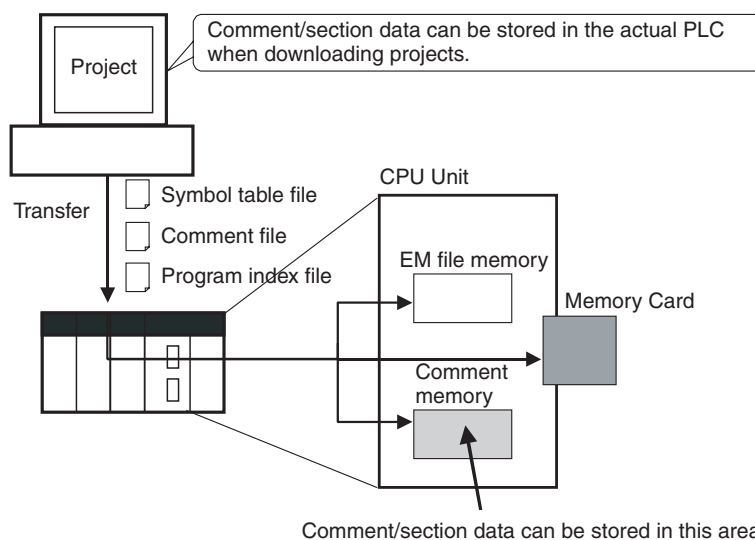 Comment/section data can be stored in the actual PLC
when downloading projects.
Project
CPU Unit
Transfer
Symbol table file
Comment file
Program index file
EM file memory
Memory Card
Comment
memory
Comment/section data can be stored in this area